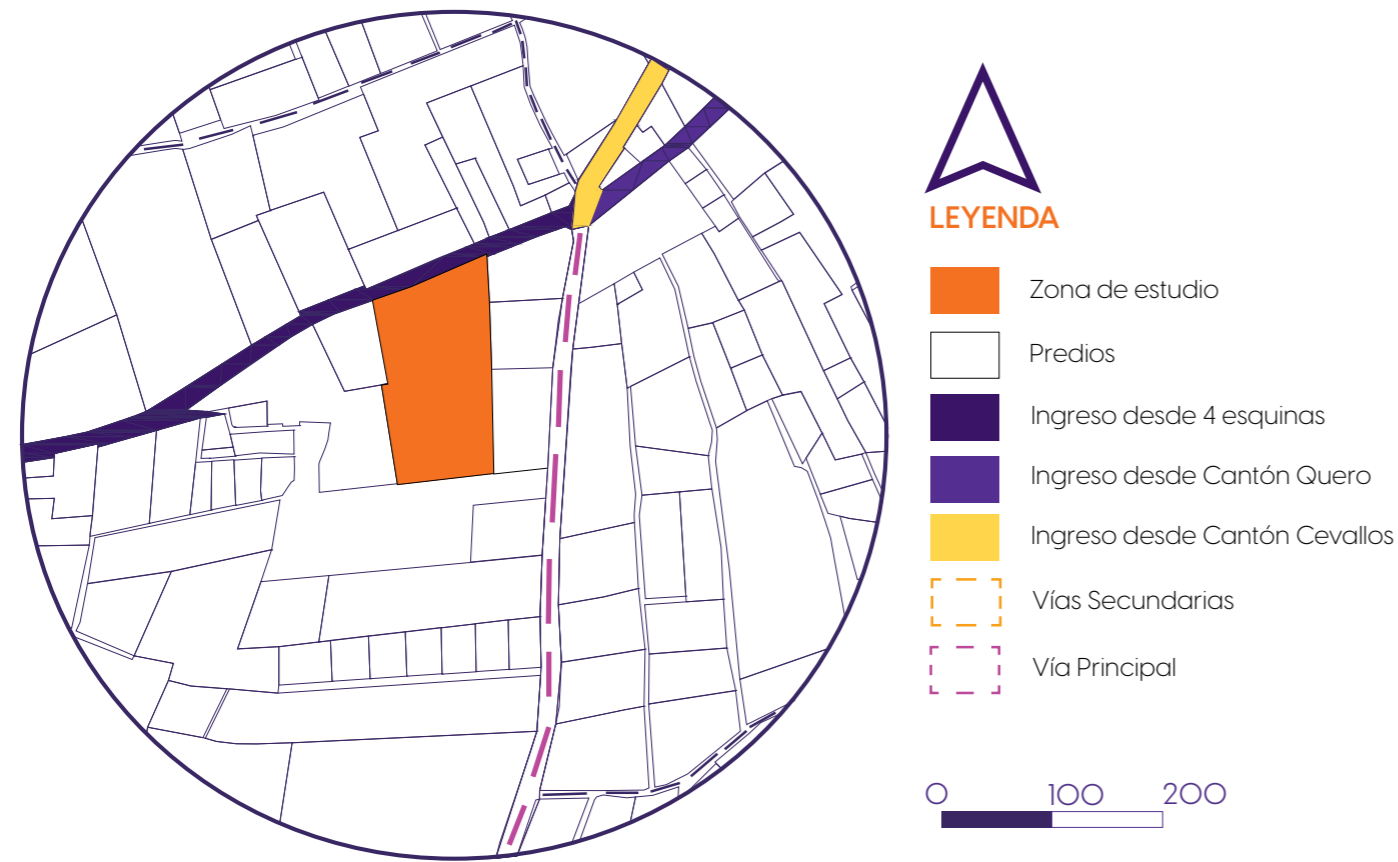 LEYENDA
Zona de estudio
Predios
Ingreso desde 4 esquinas
Ingreso desde Cantón Quero
Ingreso desde Cantón Cevallos
Vías Secundarias
Vía Principal
0 100 200